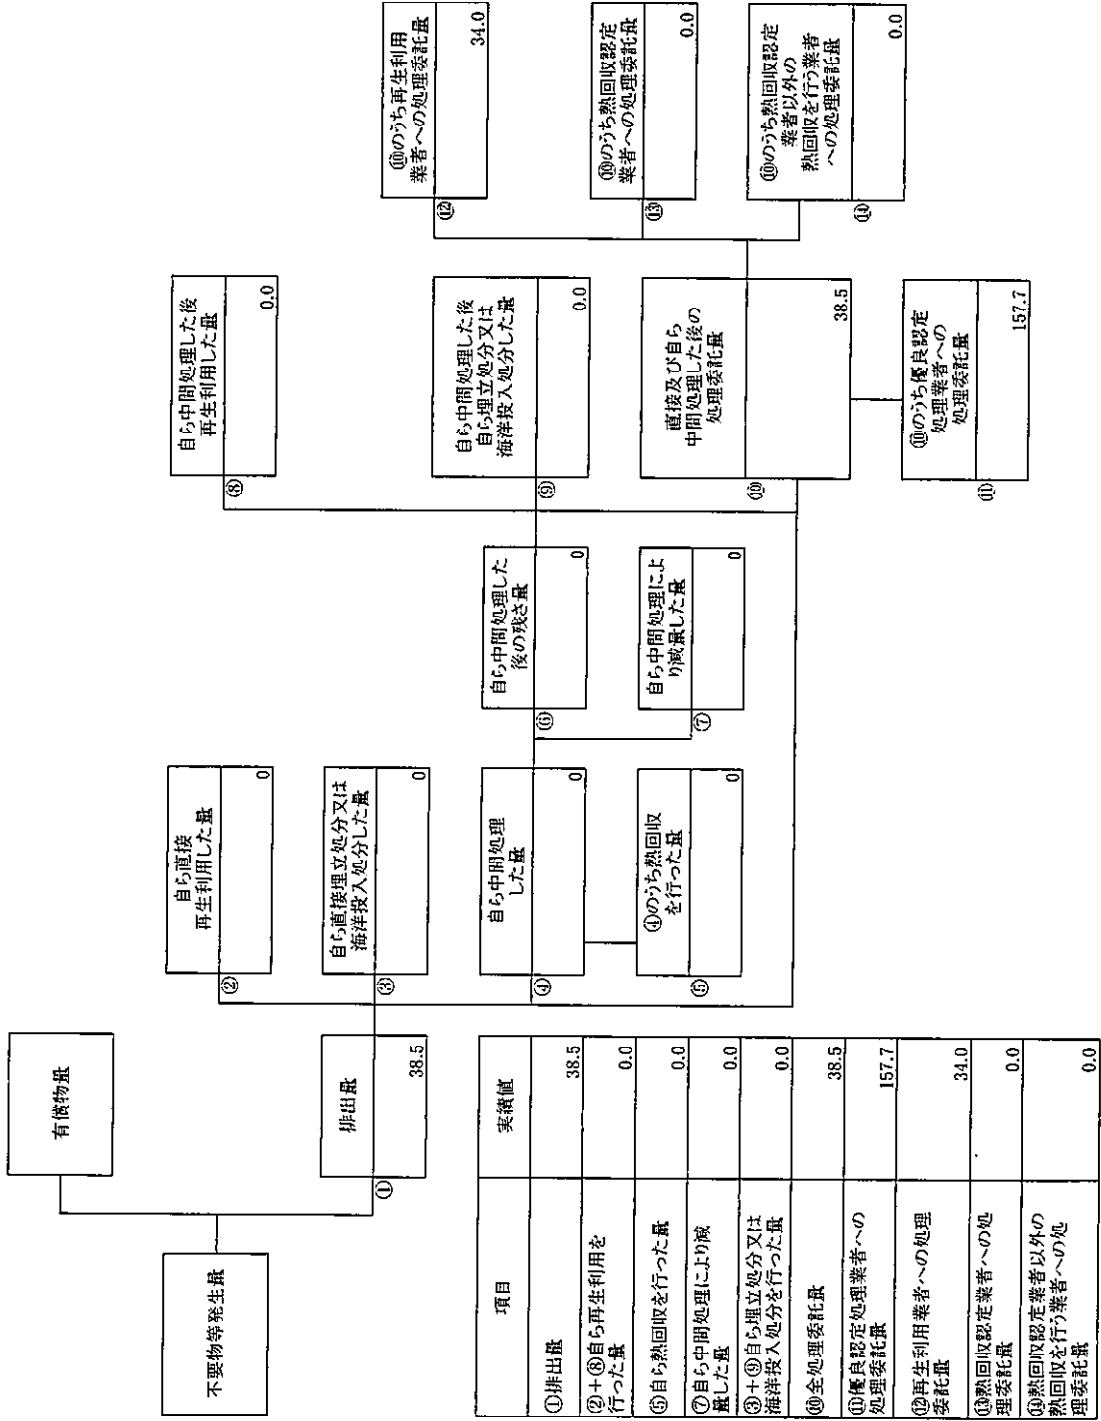 不要物等発生量
有償物量
①
排出量
38.5
②
自ら直接
再生利用した量
0
③
自ら直接埋立処分又は
海洋投入処分した量
0
④
自ら中間処理
した量
0
⑤
④のうち熱回収
を行った量
0
⑥
自ら中間処理した
後の残さ量
0
⑦
自ら中間処理によ
り減量した量
0
⑧
自ら中間処理した後
再生利用した量
0.0
⑨
自ら中間処理した後
自ら埋立処分又は
海洋投入処分した量
0.0
⑩
直接及び自ら
中間処理した後の
処理委託量
38.5
⑪
⑩のうち優良認定
処理業者への
処理委託量
157.7
⑫
⑩のうち再生利用
業者への処理委託量
34.0
⑬
⑩のうち熱回収認定
業者への処理委託量
0.0
⑭
⑩のうち熱回収認定
業者以外の
熱回収を行う業者
への処理委託量
0.0
項目 実績値
①排出量 38.5
②+⑧自ら再生利用を
行った量 0.0
⑤自ら熱回収を行った量 0.0
⑦自ら中間処理により減
量した量 0.0
③+⑨自ら埋立処分又は
海洋投入処分を行った量 0.0
⑩全処理委託量 38.5
⑪優良認定処理業者への
処理委託量 157.7
⑫再生利用業者への処理
委託量 34.0
⑬熱回収認定業者への処
理委託量 0.0
⑭熱回収認定業者以外の
熱回収を行う業者への処
理委託量 0.0